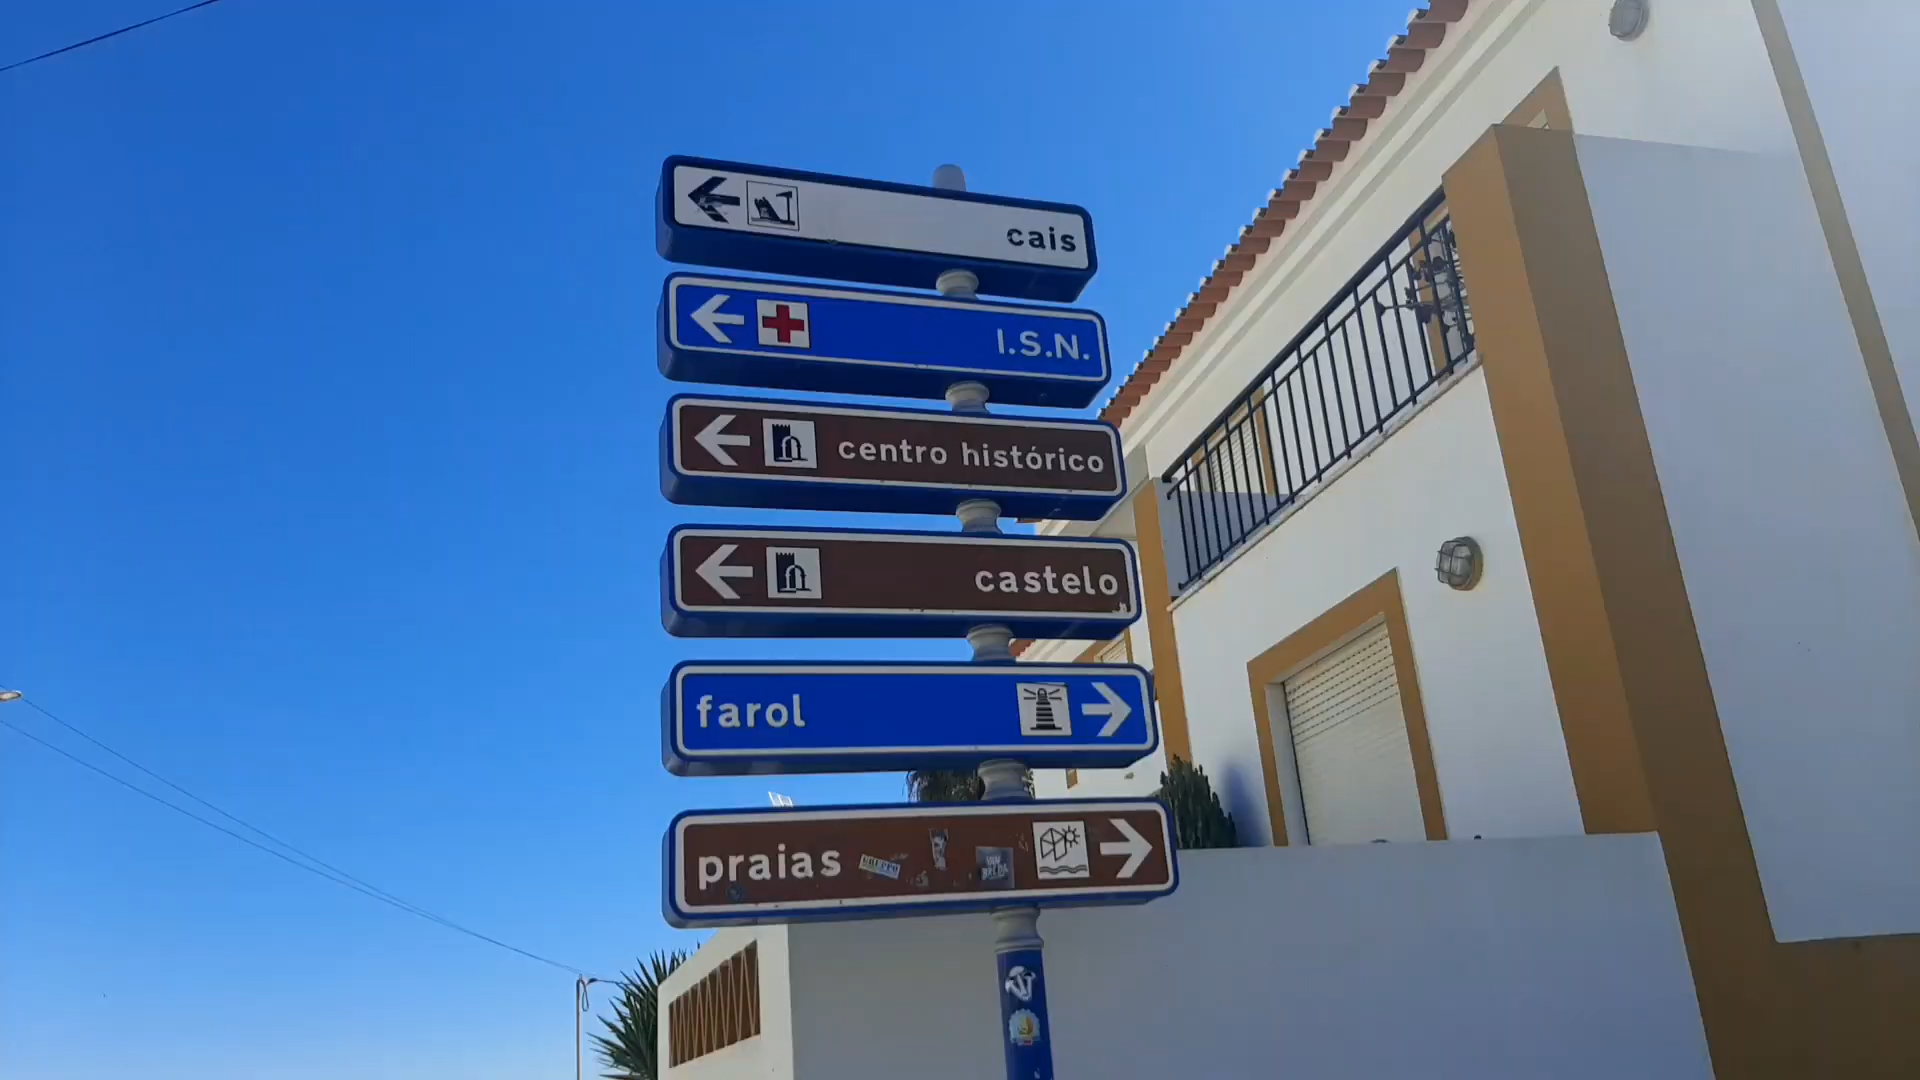 cais
I.S.N.
centro histórico
castelo
farol
praias